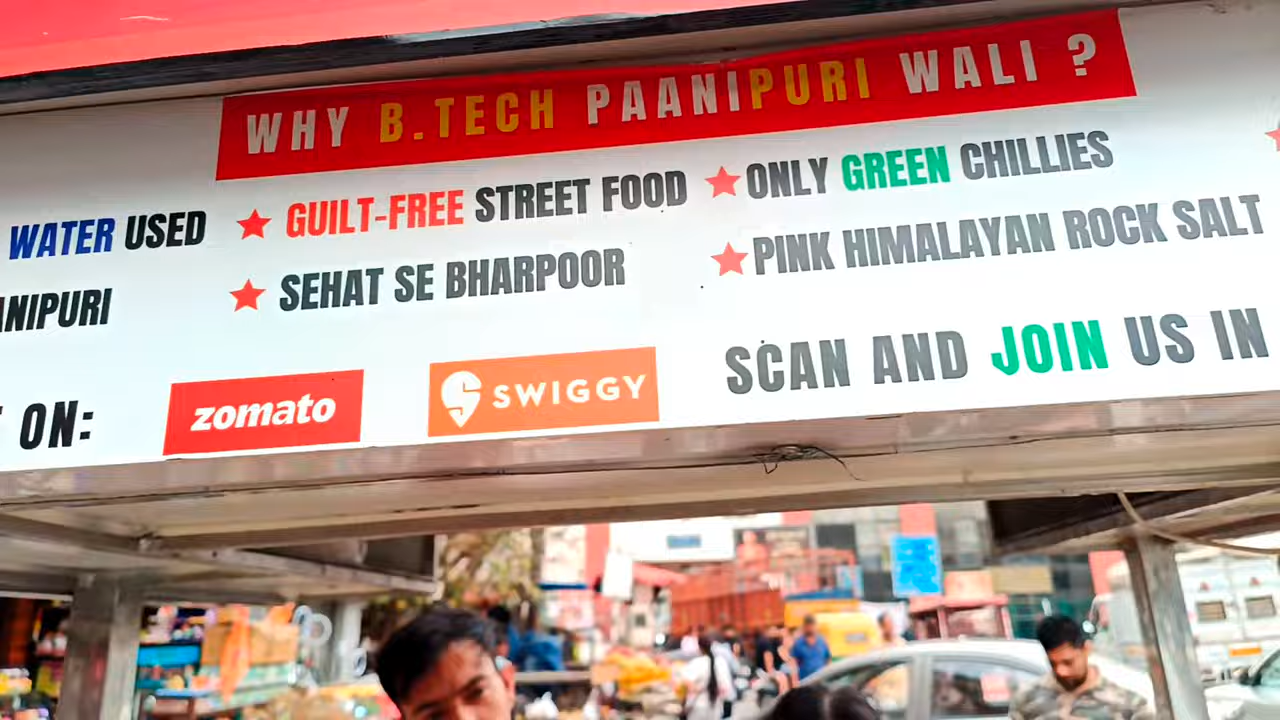 WHY B.TECH PAANIPURI WALI ?
WATER USED
GUILT-FREE STREET FOOD
ONLY GREEN CHILLIES
SEHAT SE BHARPOOR
PINK HIMALAYAN ROCK SALT
ON:
zomato
SWIGGY
SCAN AND JOIN US IN